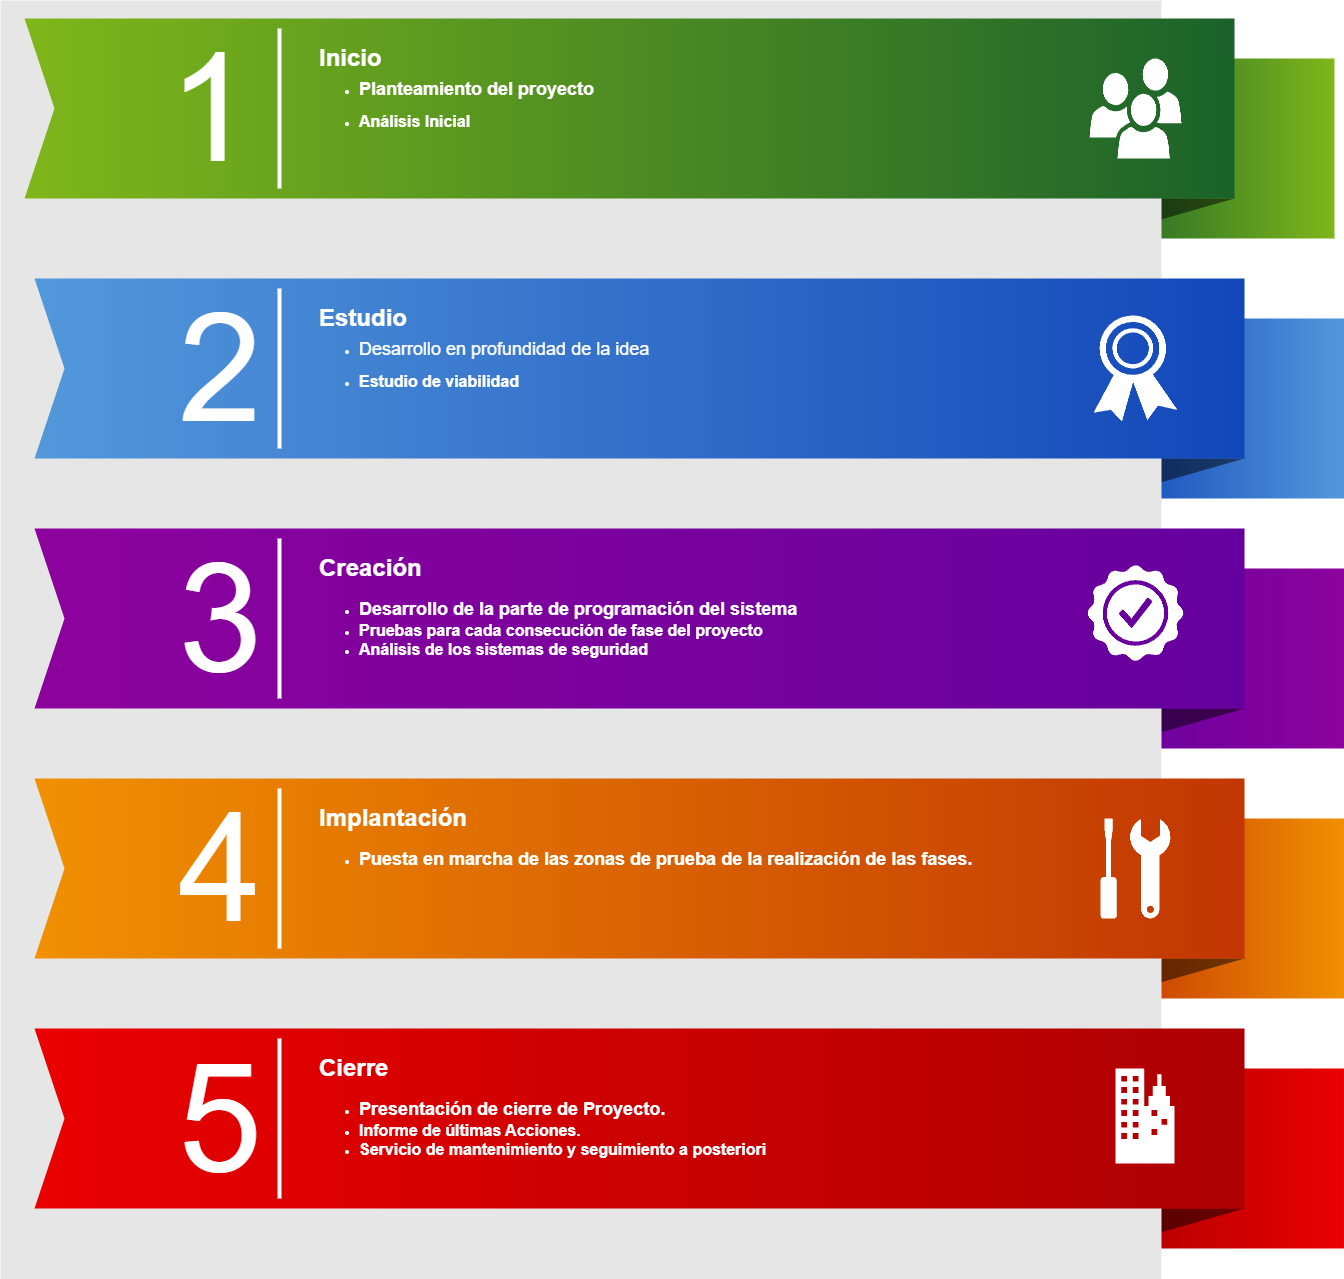 1
Inicio
• Planteamiento del proyecto
• Análisis Inicial
2
Estudio
• Desarrollo en profundidad de la idea
• Estudio de viabilidad
3
Creación
• Desarrollo de la parte de programación del sistema
• Pruebas para cada consecución de fase del proyecto
• Análisis de los sistemas de seguridad
4
Implantación
• Puesta en marcha de las zonas de prueba de la realización de las fases.
5
Cierre
• Presentación de cierre de Proyecto.
• Informe de últimas Acciones.
• Servicio de mantenimiento y seguimiento a posteriori